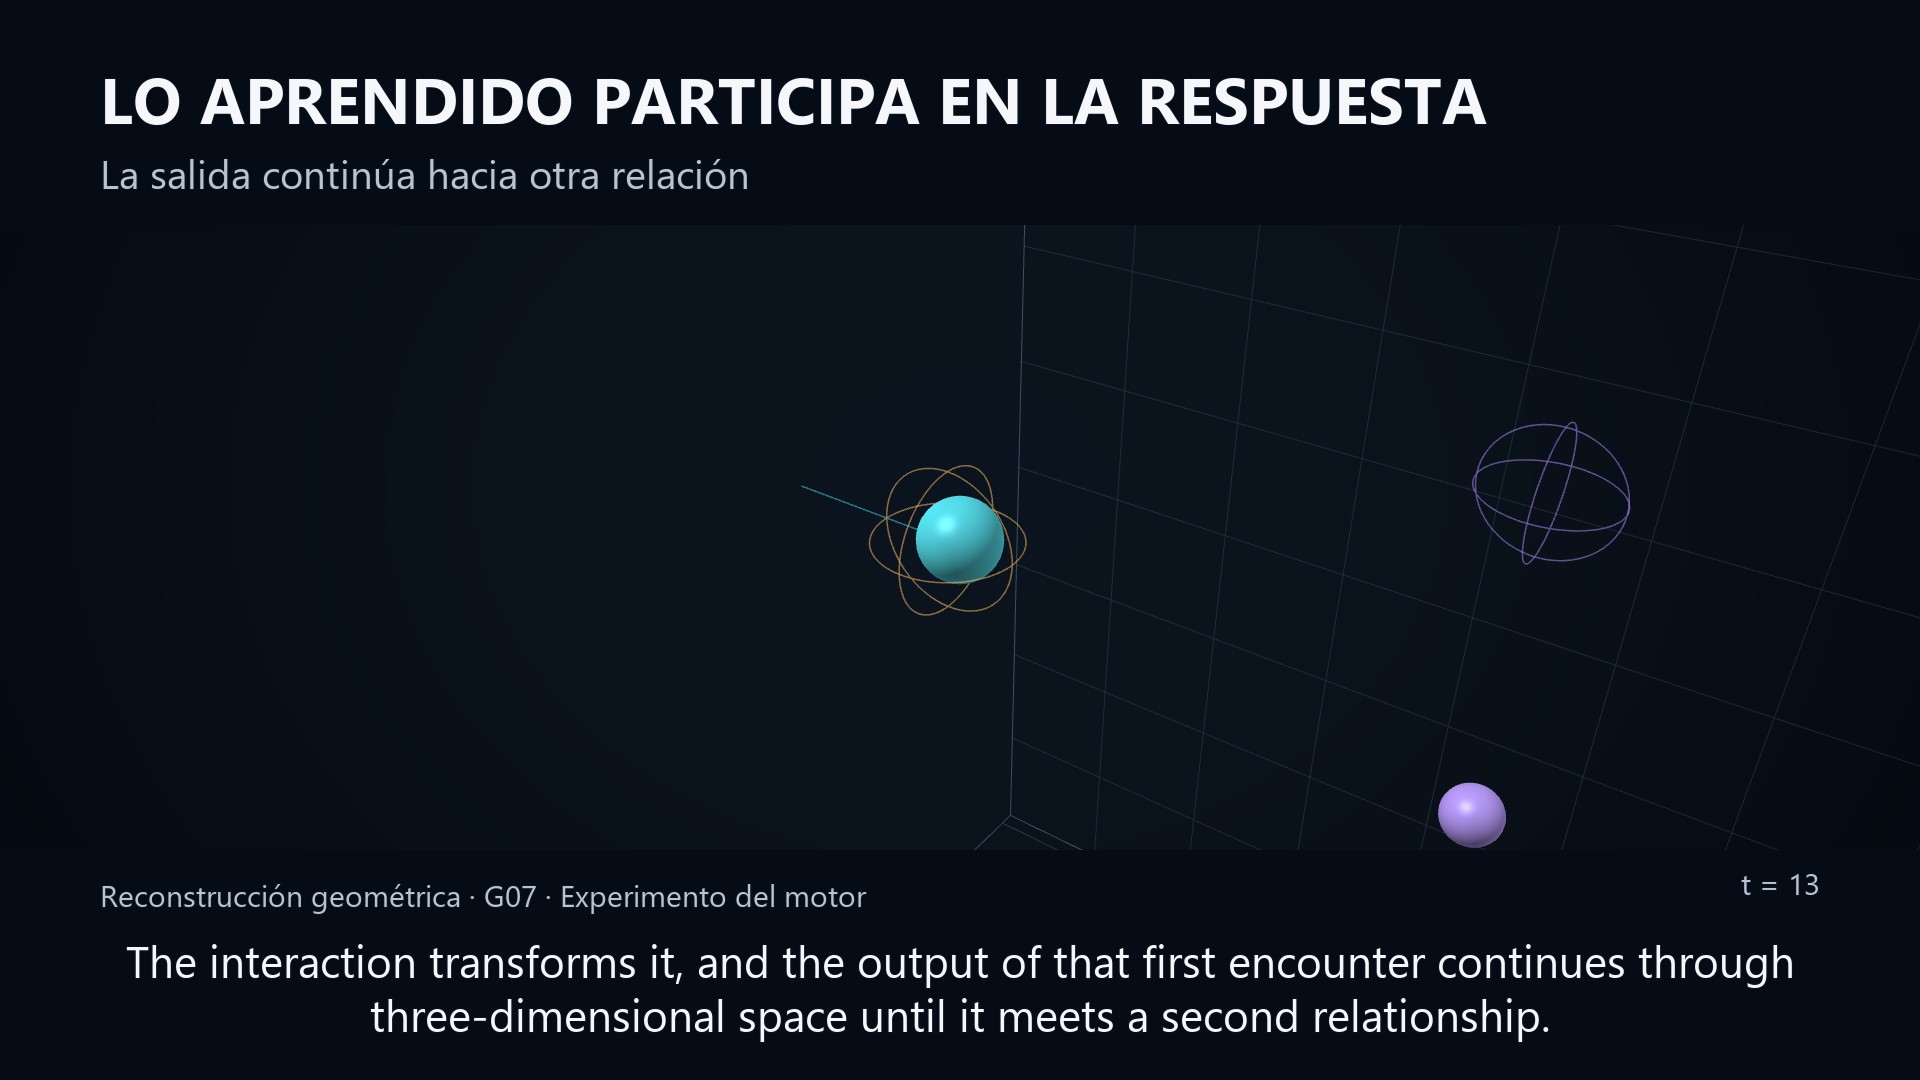 LO APRENDIDO PARTICIPA EN LA RESPUESTA
La salida continúa hacia otra relación
Reconstrucción geométrica · G07 · Experimento del motor
t = 13
The interaction transforms it, and the output of that first encounter continues through
three-dimensional space until it meets a second relationship.